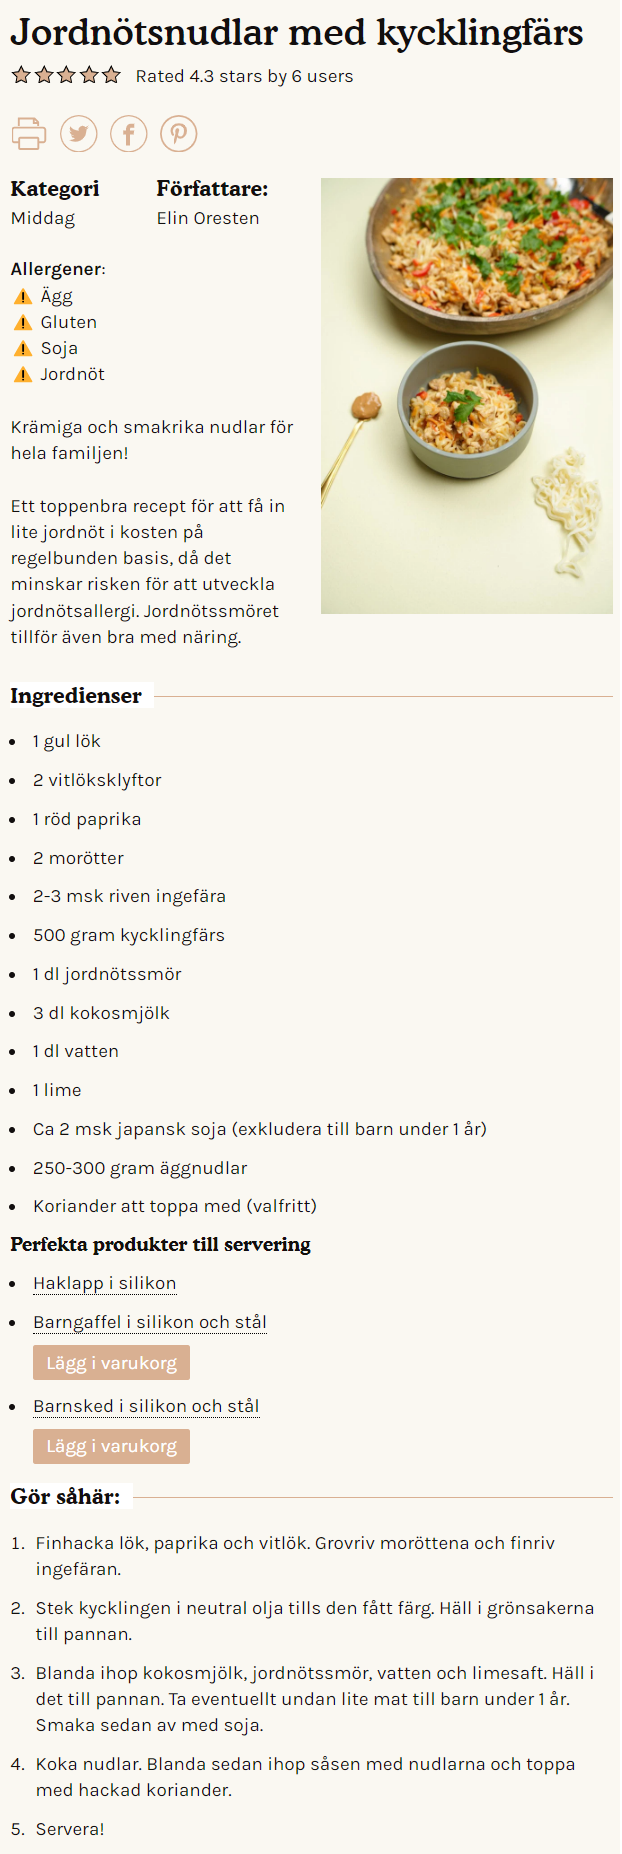 Jordnötsnudlar med kycklingfärs
Rated 4.3 stars by 6 users
Kategori
Middag
Författare:
Elin Oresten
Allergener:
Ägg
Gluten
Soja
Jordnöt
Krämiga och smakrika nudlar för
hela familjen!
Ett toppenbra recept för att få in
lite jordnöt i kosten på
regelbunden basis, då det
minskar risken för att utveckla
jordnötsallergi. Jordnötssmöret
tillför även bra med näring.
Ingredienser
1 gul lök
2 vitlöksklyftor
1 röd paprika
2 morötter
2-3 msk riven ingefära
500 gram kycklingfärs
1 dl jordnötssmör
3 dl kokosmjölk
1 dl vatten
1 lime
Ca 2 msk japansk soja (exkludera till barn under 1 år)
250-300 gram äggnudlar
Koriander att toppa med (valfritt)
Perfekta produkter till servering
Haklapp i silikon
Barngaffel i silikon och stål
Lägg i varukorg
Barnsked i silikon och stål
Lägg i varukorg
Gör såhär:
1. Finhacka lök, paprika och vitlök. Grovriv moröttena och finriv
ingefäran.
2. Stek kycklingen i neutral olja tills den fått färg. Häll i grönsakerna
till pannan.
3. Blanda ihop kokosmjölk, jordnötssmör, vatten och limesaft. Häll i
det till pannan. Ta eventuellt undan lite mat till barn under 1 år.
Smaka sedan av med soja.
4. Koka nudlar. Blanda sedan ihop såsen med nudlarna och toppa
med hackad koriander.
5. Servera!